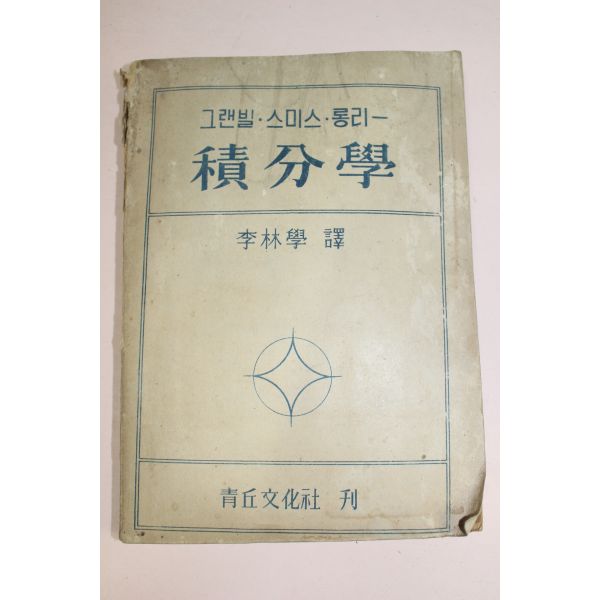 그랜빌·스미스·롱리ー
積分學
李林學 譯
靑丘文化社 刊